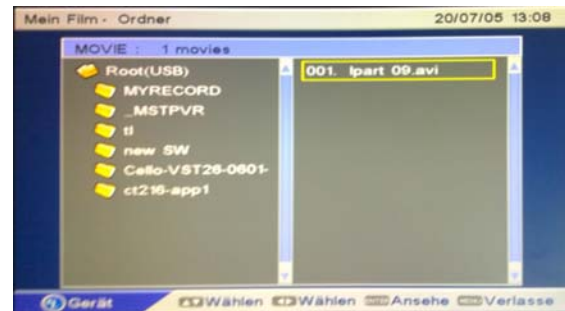 Mein Film - Ordner 20/07/05 13:08
MOVIE : 1 movies
Root(USB)
MYRECORD
_MSTPVR
tl
new SW
Cello-VST26-0601-
ct216-app1
001. Ipart 09.avi
Gerät Wählen Wählen Ansehe Verlasse